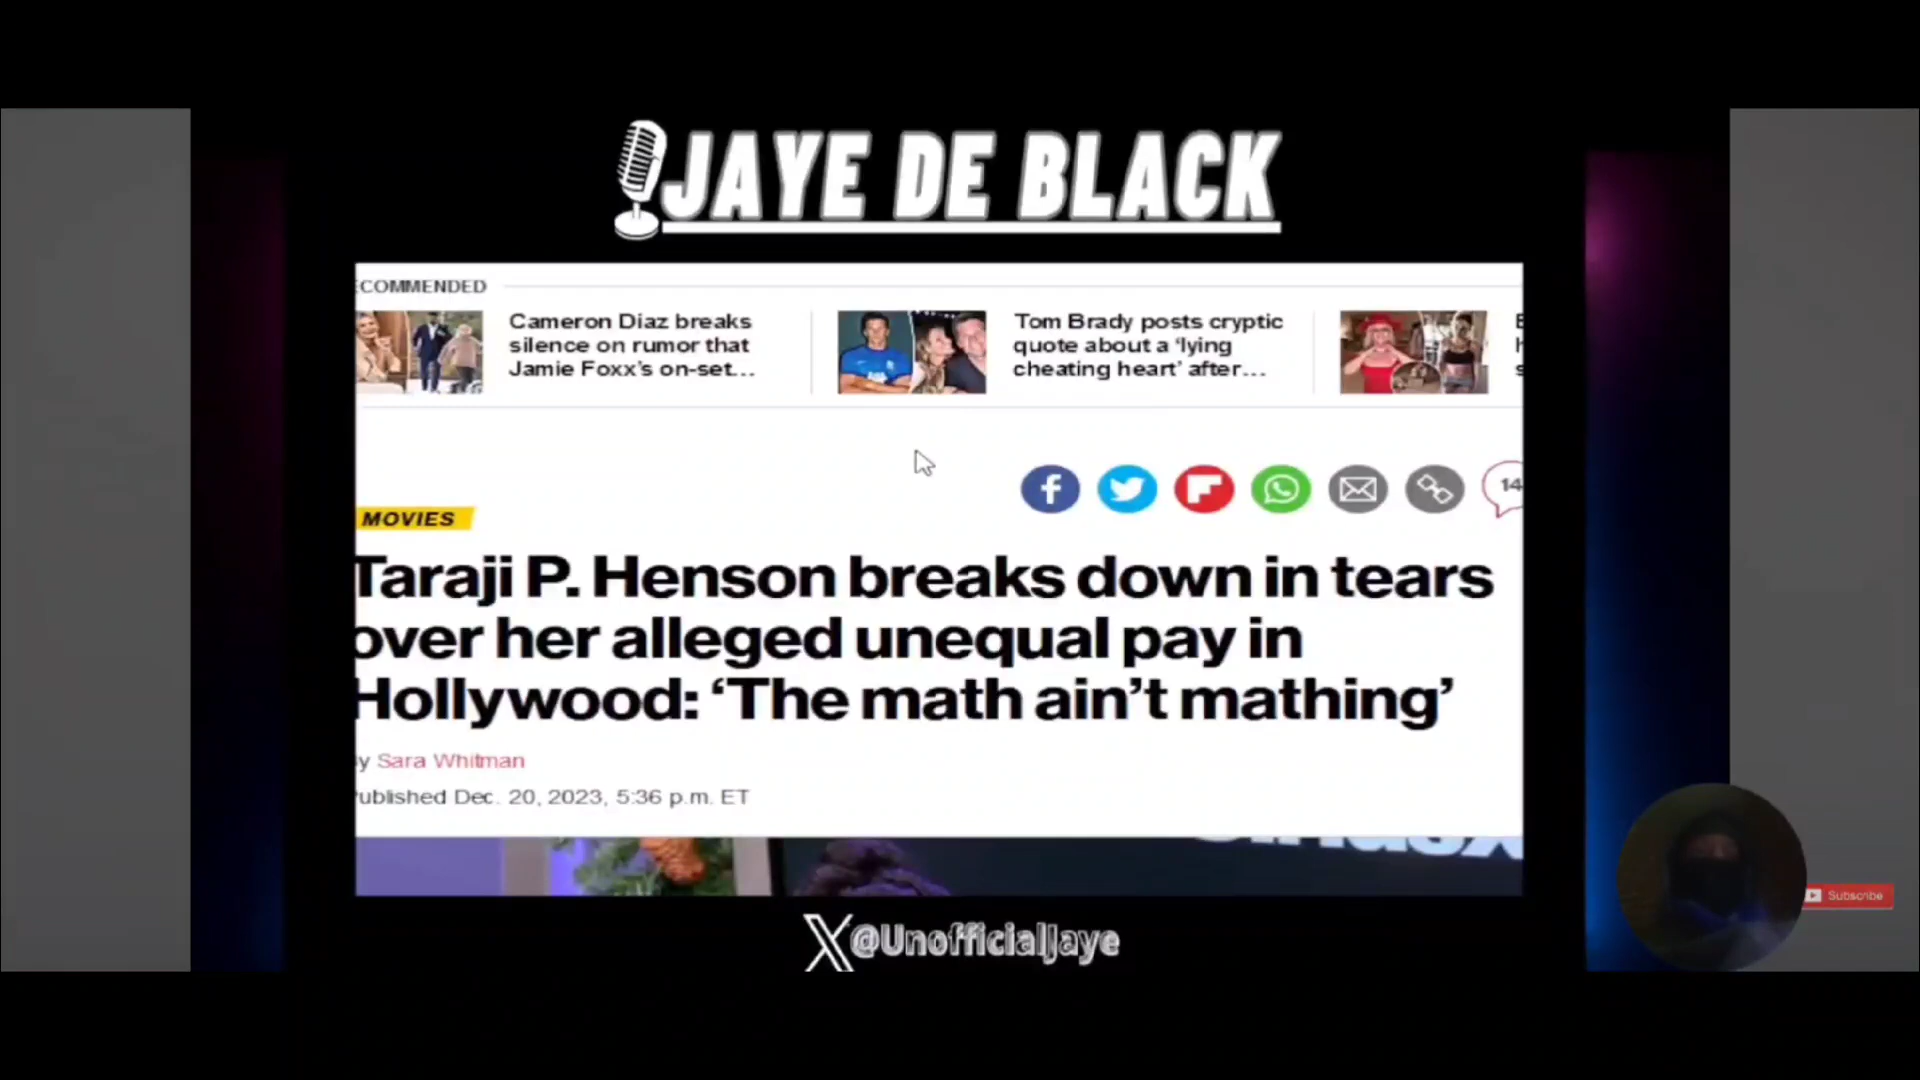 JAYE DE BLACK
COMMENDED
Cameron Diaz breaks
silence on rumor that
Jamie Foxx's on-set...
Tom Brady posts cryptic
quote about a 'lying
cheating heart' after...
14
MOVIES
Taraji P. Henson breaks down in tears
over her alleged unequal pay in
Hollywood: 'The math ain't mathing'
y Sara Whitman
ublished Dec. 20, 2023, 5:36 p.m. ET
Subscribe
X@UnofficialJaye